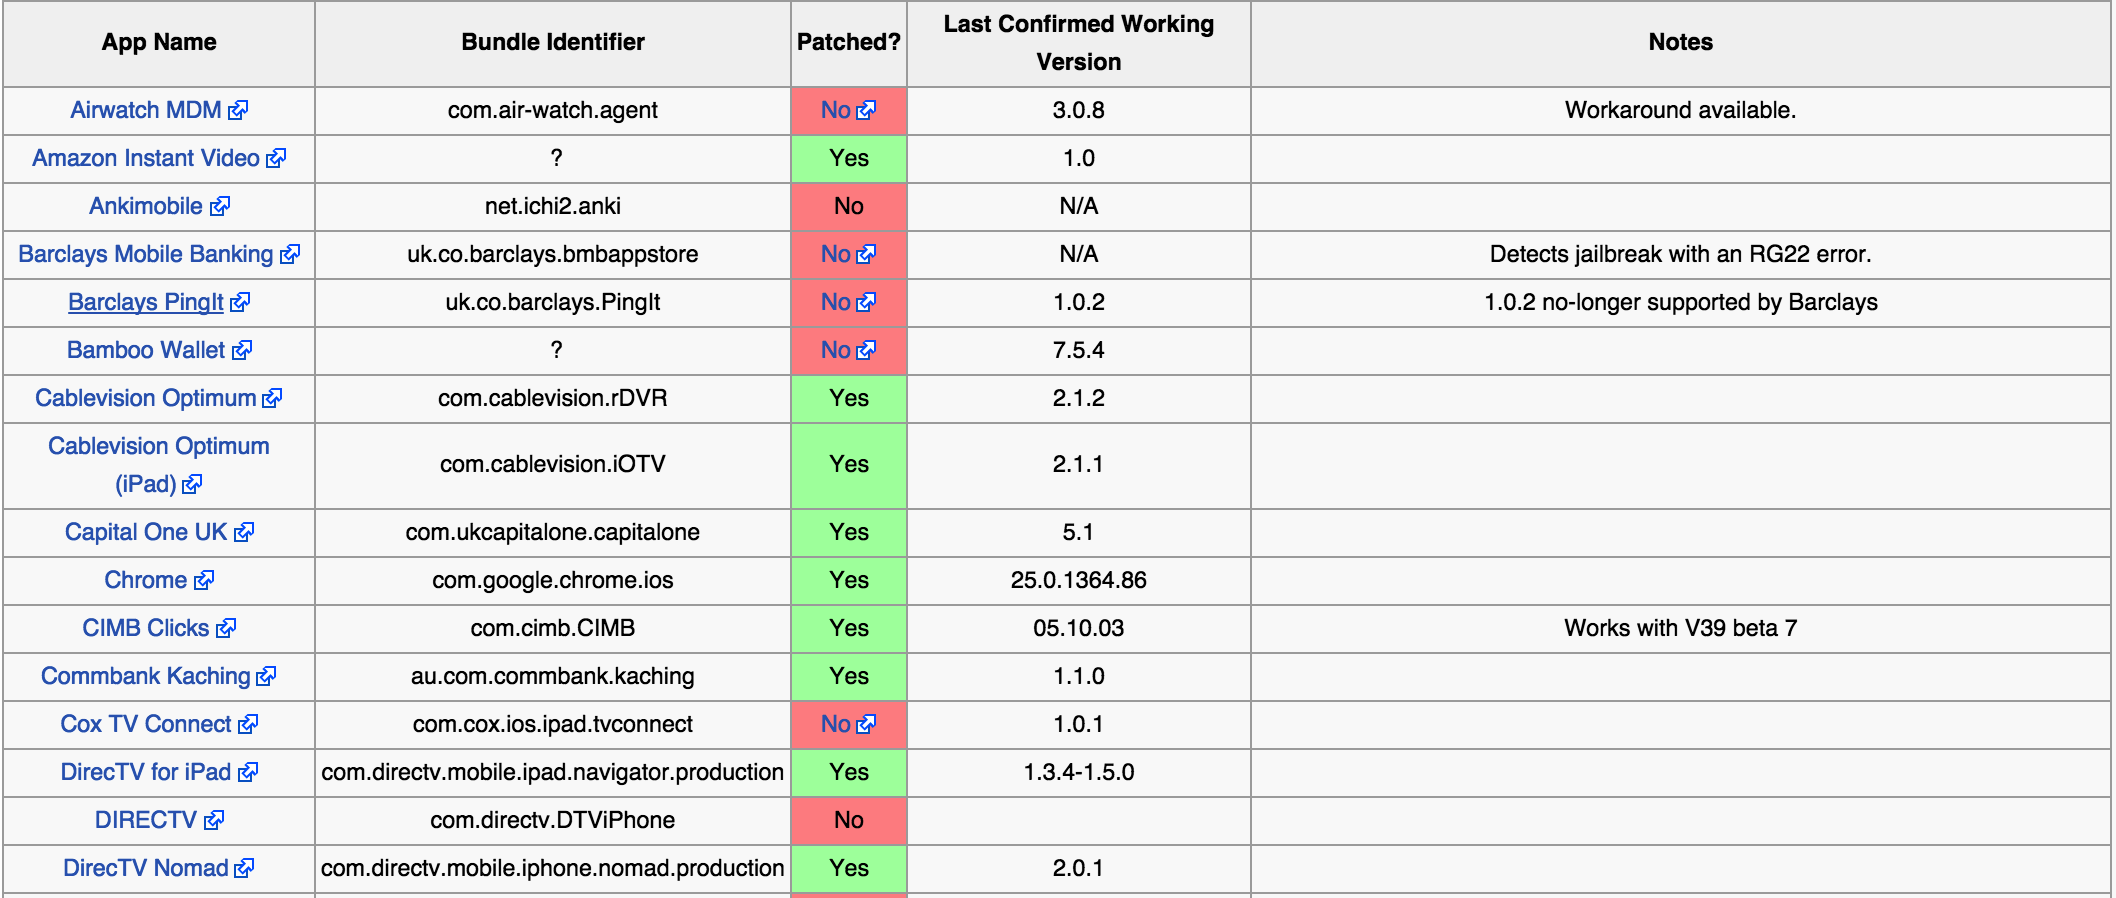 App Name Bundle Identifier Patched? Last Confirmed Working Version Notes
Airwatch MDM com.air-watch.agent No 3.0.8 Workaround available.
Amazon Instant Video ? Yes 1.0
Ankimobile net.ichi2.anki No N/A
Barclays Mobile Banking uk.co.barclays.bmbappstore No N/A Detects jailbreak with an RG22 error.
Barclays PingIt uk.co.barclays.PingIt No 1.0.2 1.0.2 no-longer supported by Barclays
Bamboo Wallet ? No 7.5.4
Cablevision Optimum com.cablevision.rDVR Yes 2.1.2
Cablevision Optimum (iPad) com.cablevision.iOTV Yes 2.1.1
Capital One UK com.ukcapitalone.capitalone Yes 5.1
Chrome com.google.chrome.ios Yes 25.0.1364.86
CIMB Clicks com.cimb.CIMB Yes 05.10.03 Works with V39 beta 7
Commbank Kaching au.com.commbank.kaching Yes 1.1.0
Cox TV Connect com.cox.ios.ipad.tvconnect No 1.0.1
DirecTV for iPad com.directv.mobile.ipad.navigator.production Yes 1.3.4-1.5.0
DIRECTV com.directv.DTViPhone No
DirecTV Nomad com.directv.mobile.iphone.nomad.production Yes 2.0.1